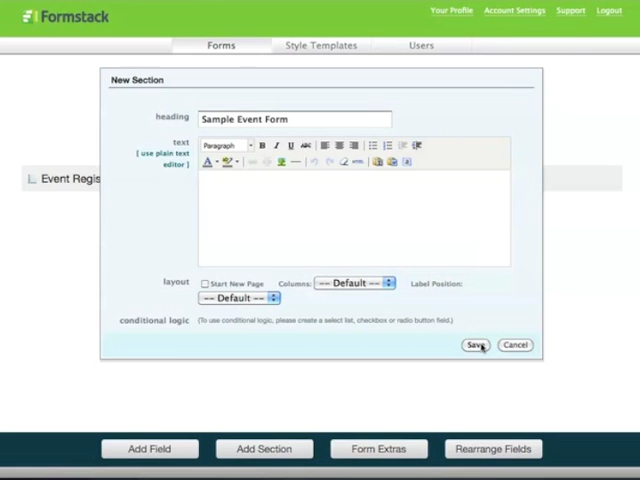 Formstack
Your Profile Account Settings Support Logout
Forms Style Templates Users
New Section
heading Sample Event Form
text
[ use plain text
editor ]
Paragraph B I U ABC
A HTML
Event Regis
layout Start New Page Columns: -- Default -- Label Position:
-- Default --
conditional logic (To use conditional logic, please create a select list, checkbox or radio button field.)
Save Cancel
Add Field Add Section Form Extras Rearrange Fields